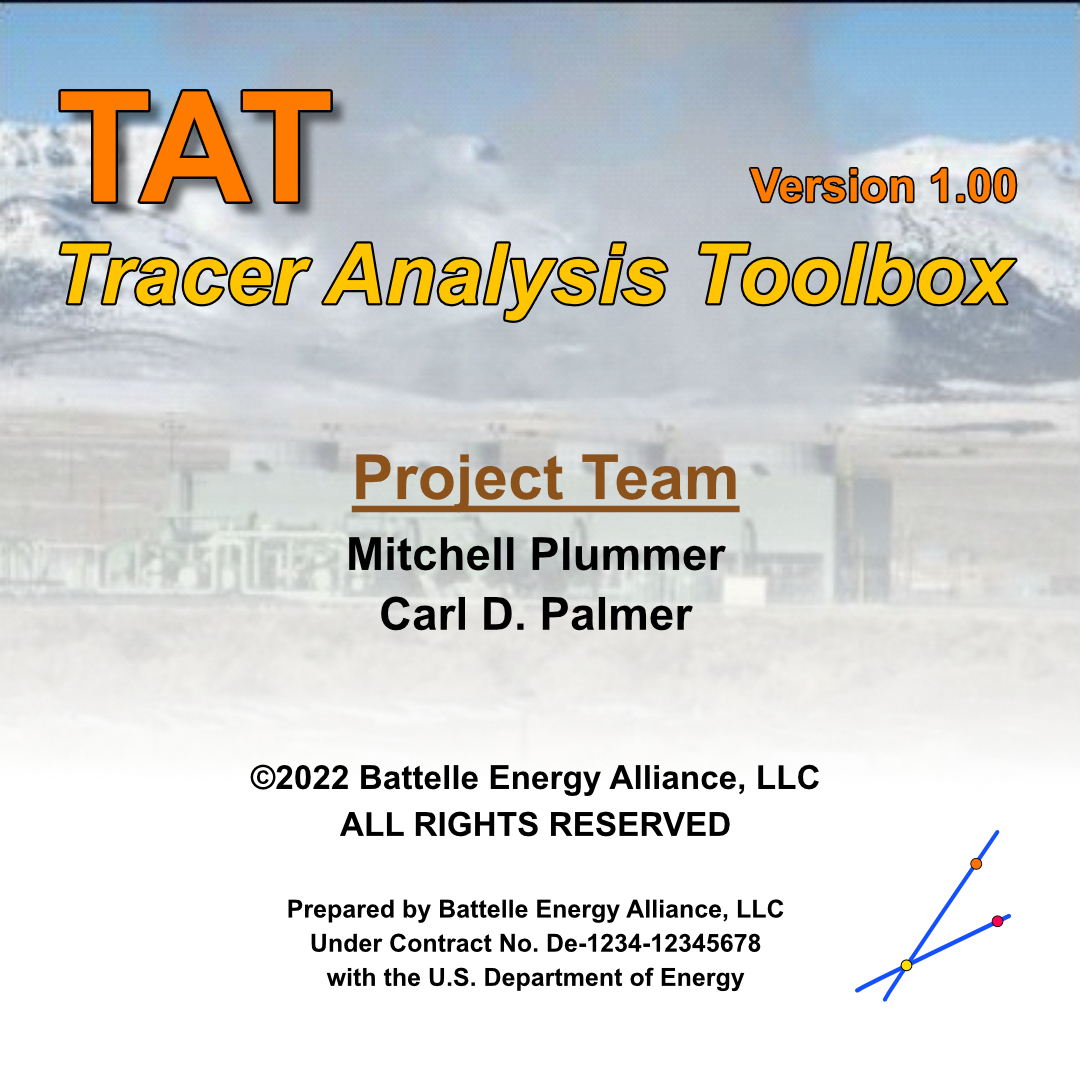 TAT
Version 1.00
Tracer Analysis Toolbox
Project Team
Mitchell Plummer
Carl D. Palmer
©2022 Battelle Energy Alliance, LLC
ALL RIGHTS RESERVED
Prepared by Battelle Energy Alliance, LLC
Under Contract No. De-1234-12345678
with the U.S. Department of Energy